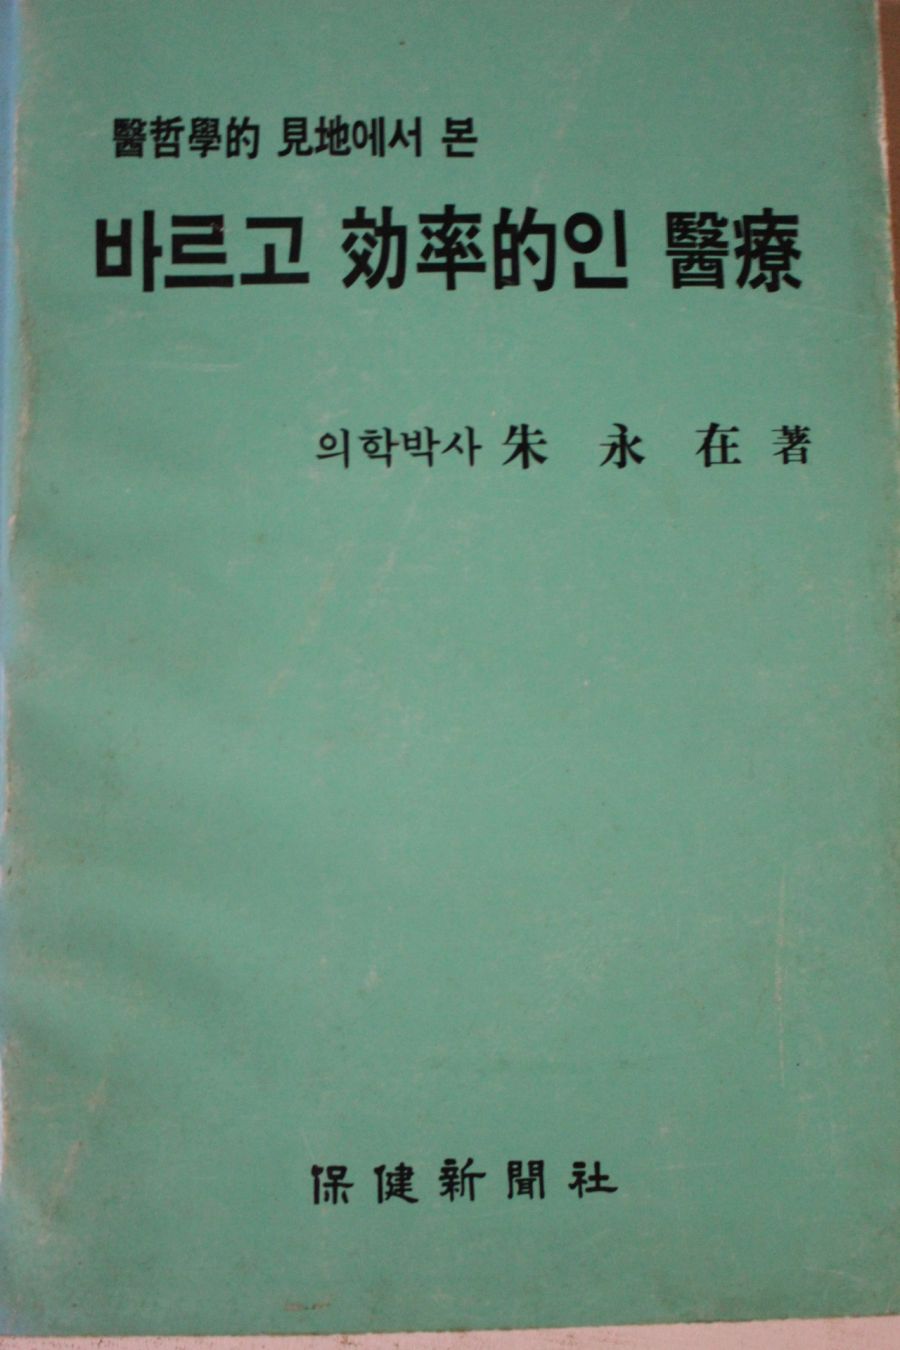 醫哲學的 見地에서 본
바르고 効率的인 醫療
의학박사 朱 永 在 著
保健新聞社